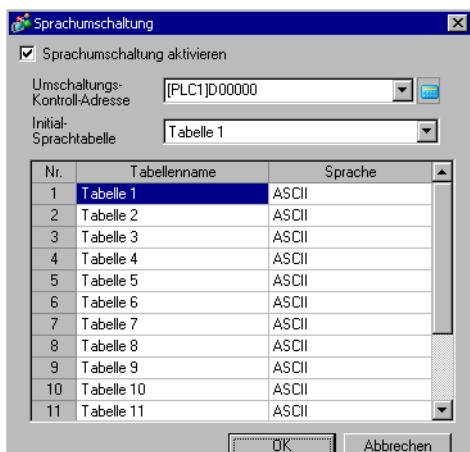 Sprachumschaltung
Sprachumschaltung aktivieren
Umschaltungs-
Kontroll-Adresse
[PLC1]D00000
Initial-
Sprachtabelle
Tabelle 1
Nr. Tabellenname Sprache
1 Tabelle 1 ASCII
2 Tabelle 2 ASCII
3 Tabelle 3 ASCII
4 Tabelle 4 ASCII
5 Tabelle 5 ASCII
6 Tabelle 6 ASCII
7 Tabelle 7 ASCII
8 Tabelle 8 ASCII
9 Tabelle 9 ASCII
10 Tabelle 10 ASCII
11 Tabelle 11 ASCII
OK Abbrechen